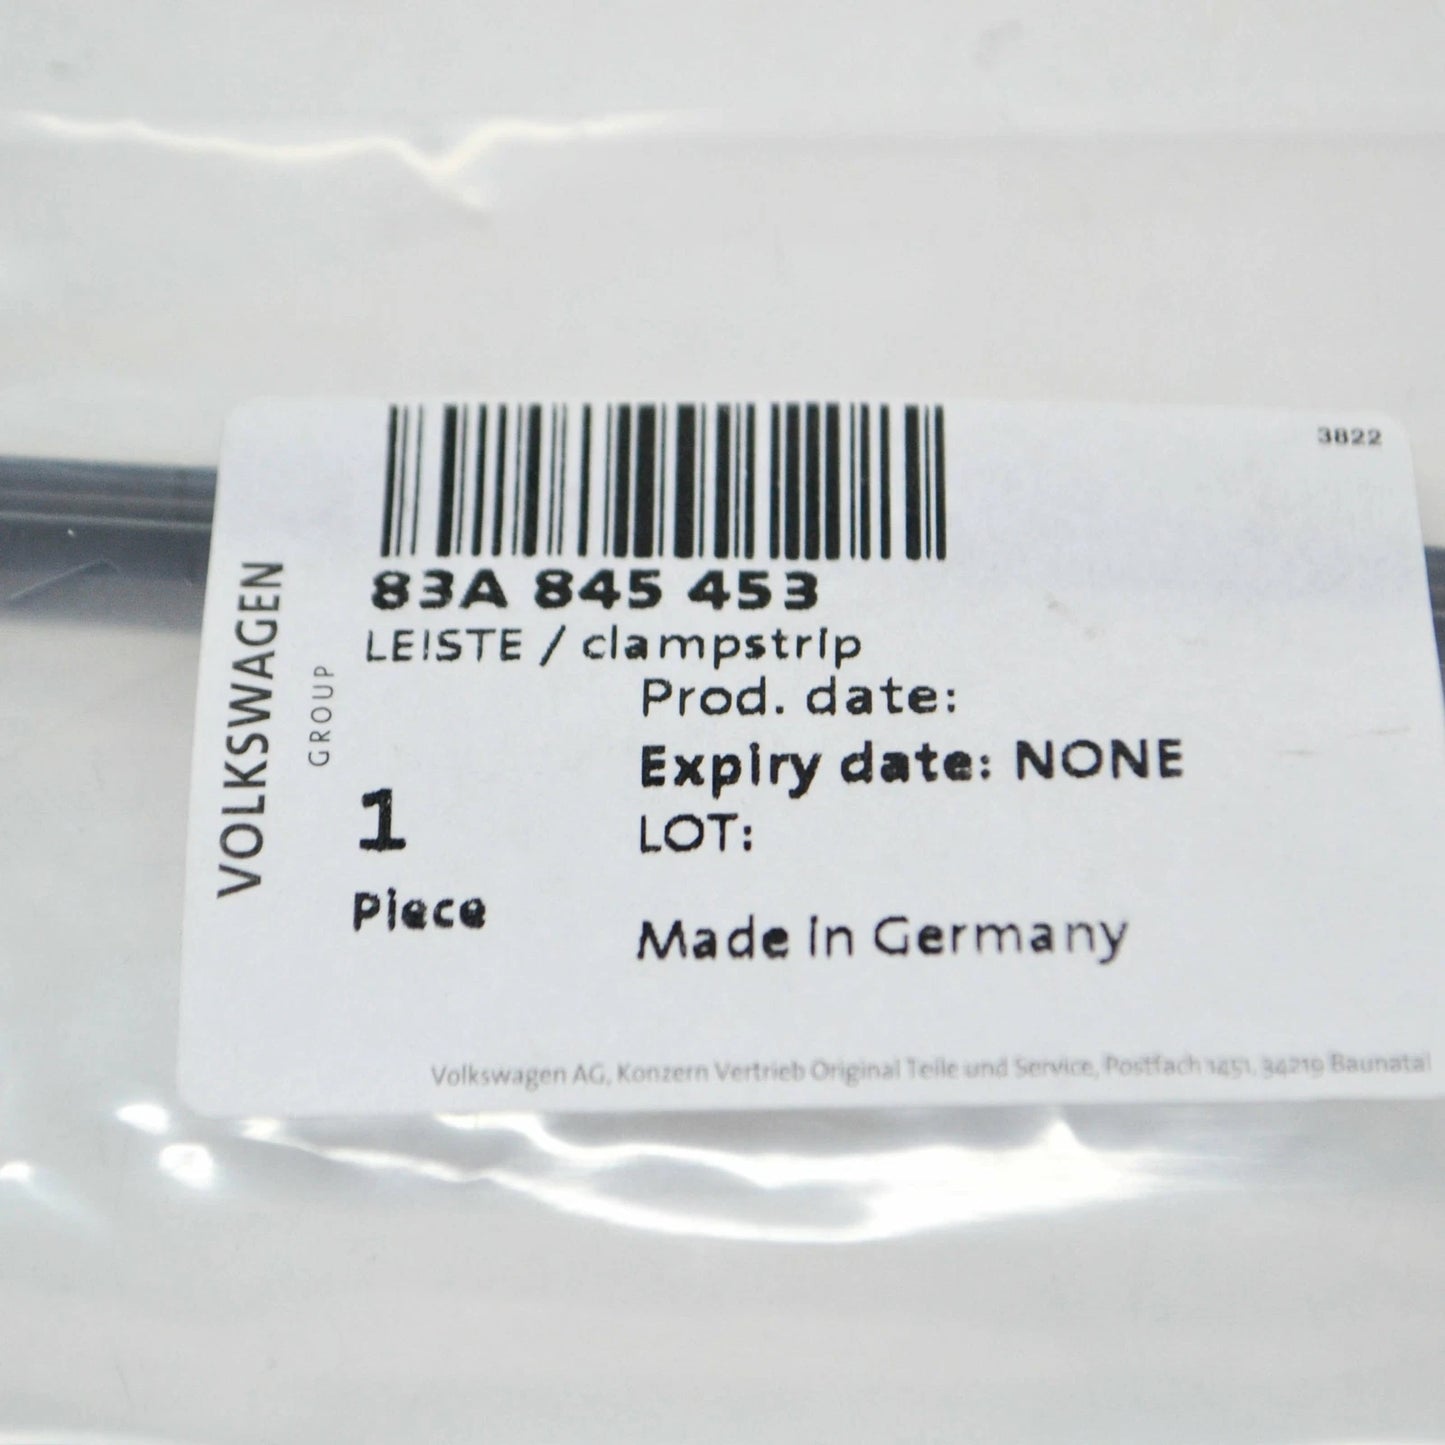 3822
83A 845 453
LEISTE / clampstrip
Prod. date:
Expiry date: NONE
LOT:
1
Piece
Made in Germany
VOLKSWAGEN
GROUP
Volkswagen AG, Konzern Vertrieb Original Teile und Service, Postfach 1451, 34219 Baunatal